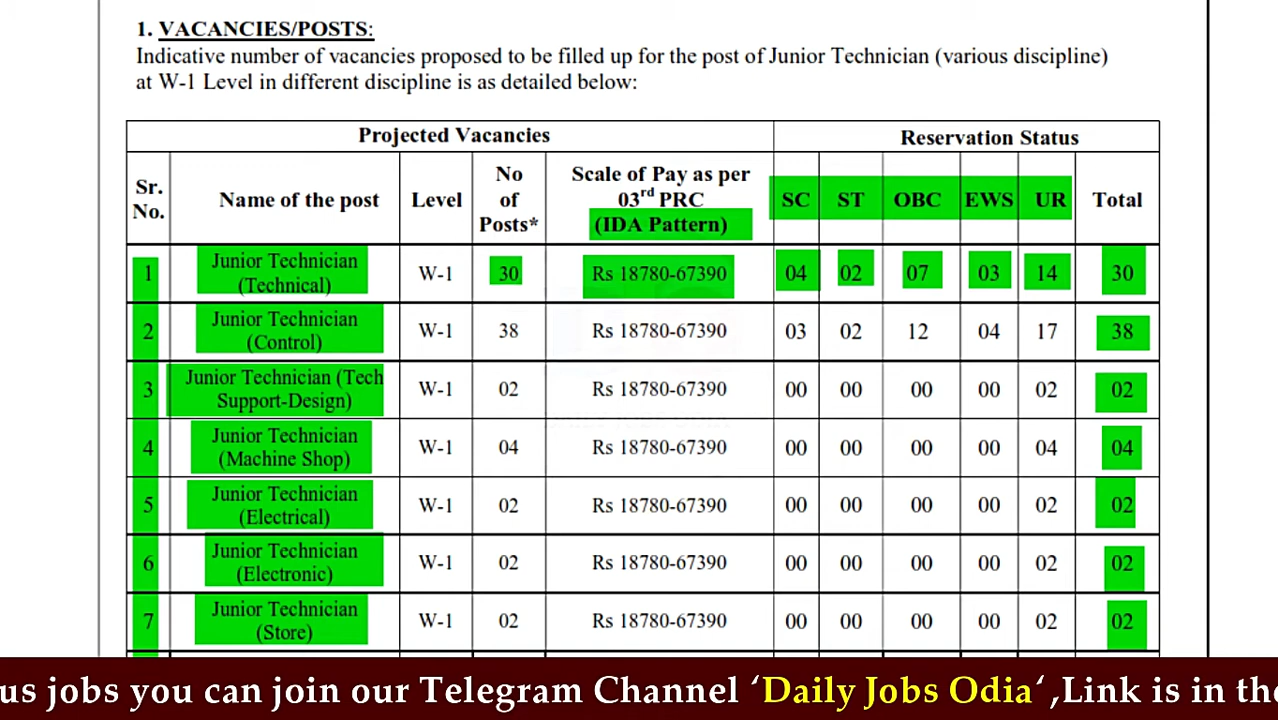 1. VACANCIES/POSTS:
Indicative number of vacancies proposed to be filled up for the post of Junior Technician (various discipline)
at W-1 Level in different discipline is as detailed below:
Projected Vacancies Reservation Status
Sr. No. Name of the post Level No of Posts* Scale of Pay as per 03rd PRC (IDA Pattern) SC ST OBC EWS UR Total
1 Junior Technician (Technical) W-1 30 Rs 18780-67390 04 02 07 03 14 30
2 Junior Technician (Control) W-1 38 Rs 18780-67390 03 02 12 04 17 38
3 Junior Technician (Tech Support-Design) W-1 02 Rs 18780-67390 00 00 00 00 02 02
4 Junior Technician (Machine Shop) W-1 04 Rs 18780-67390 00 00 00 00 04 04
5 Junior Technician (Electrical) W-1 02 Rs 18780-67390 00 00 00 00 02 02
6 Junior Technician (Electronic) W-1 02 Rs 18780-67390 00 00 00 00 02 02
7 Junior Technician (Store) W-1 02 Rs 18780-67390 00 00 00 00 02 02
us jobs you can join our Telegram Channel ‘Daily Jobs Odia‘,Link is in the